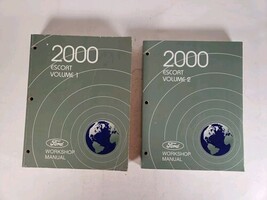 2000
ESCORT
VOLUME 1
Ford
WORKSHOP
MANUAL
2000
ESCORT
VOLUME 2
Ford
WORKSHOP
MANUAL